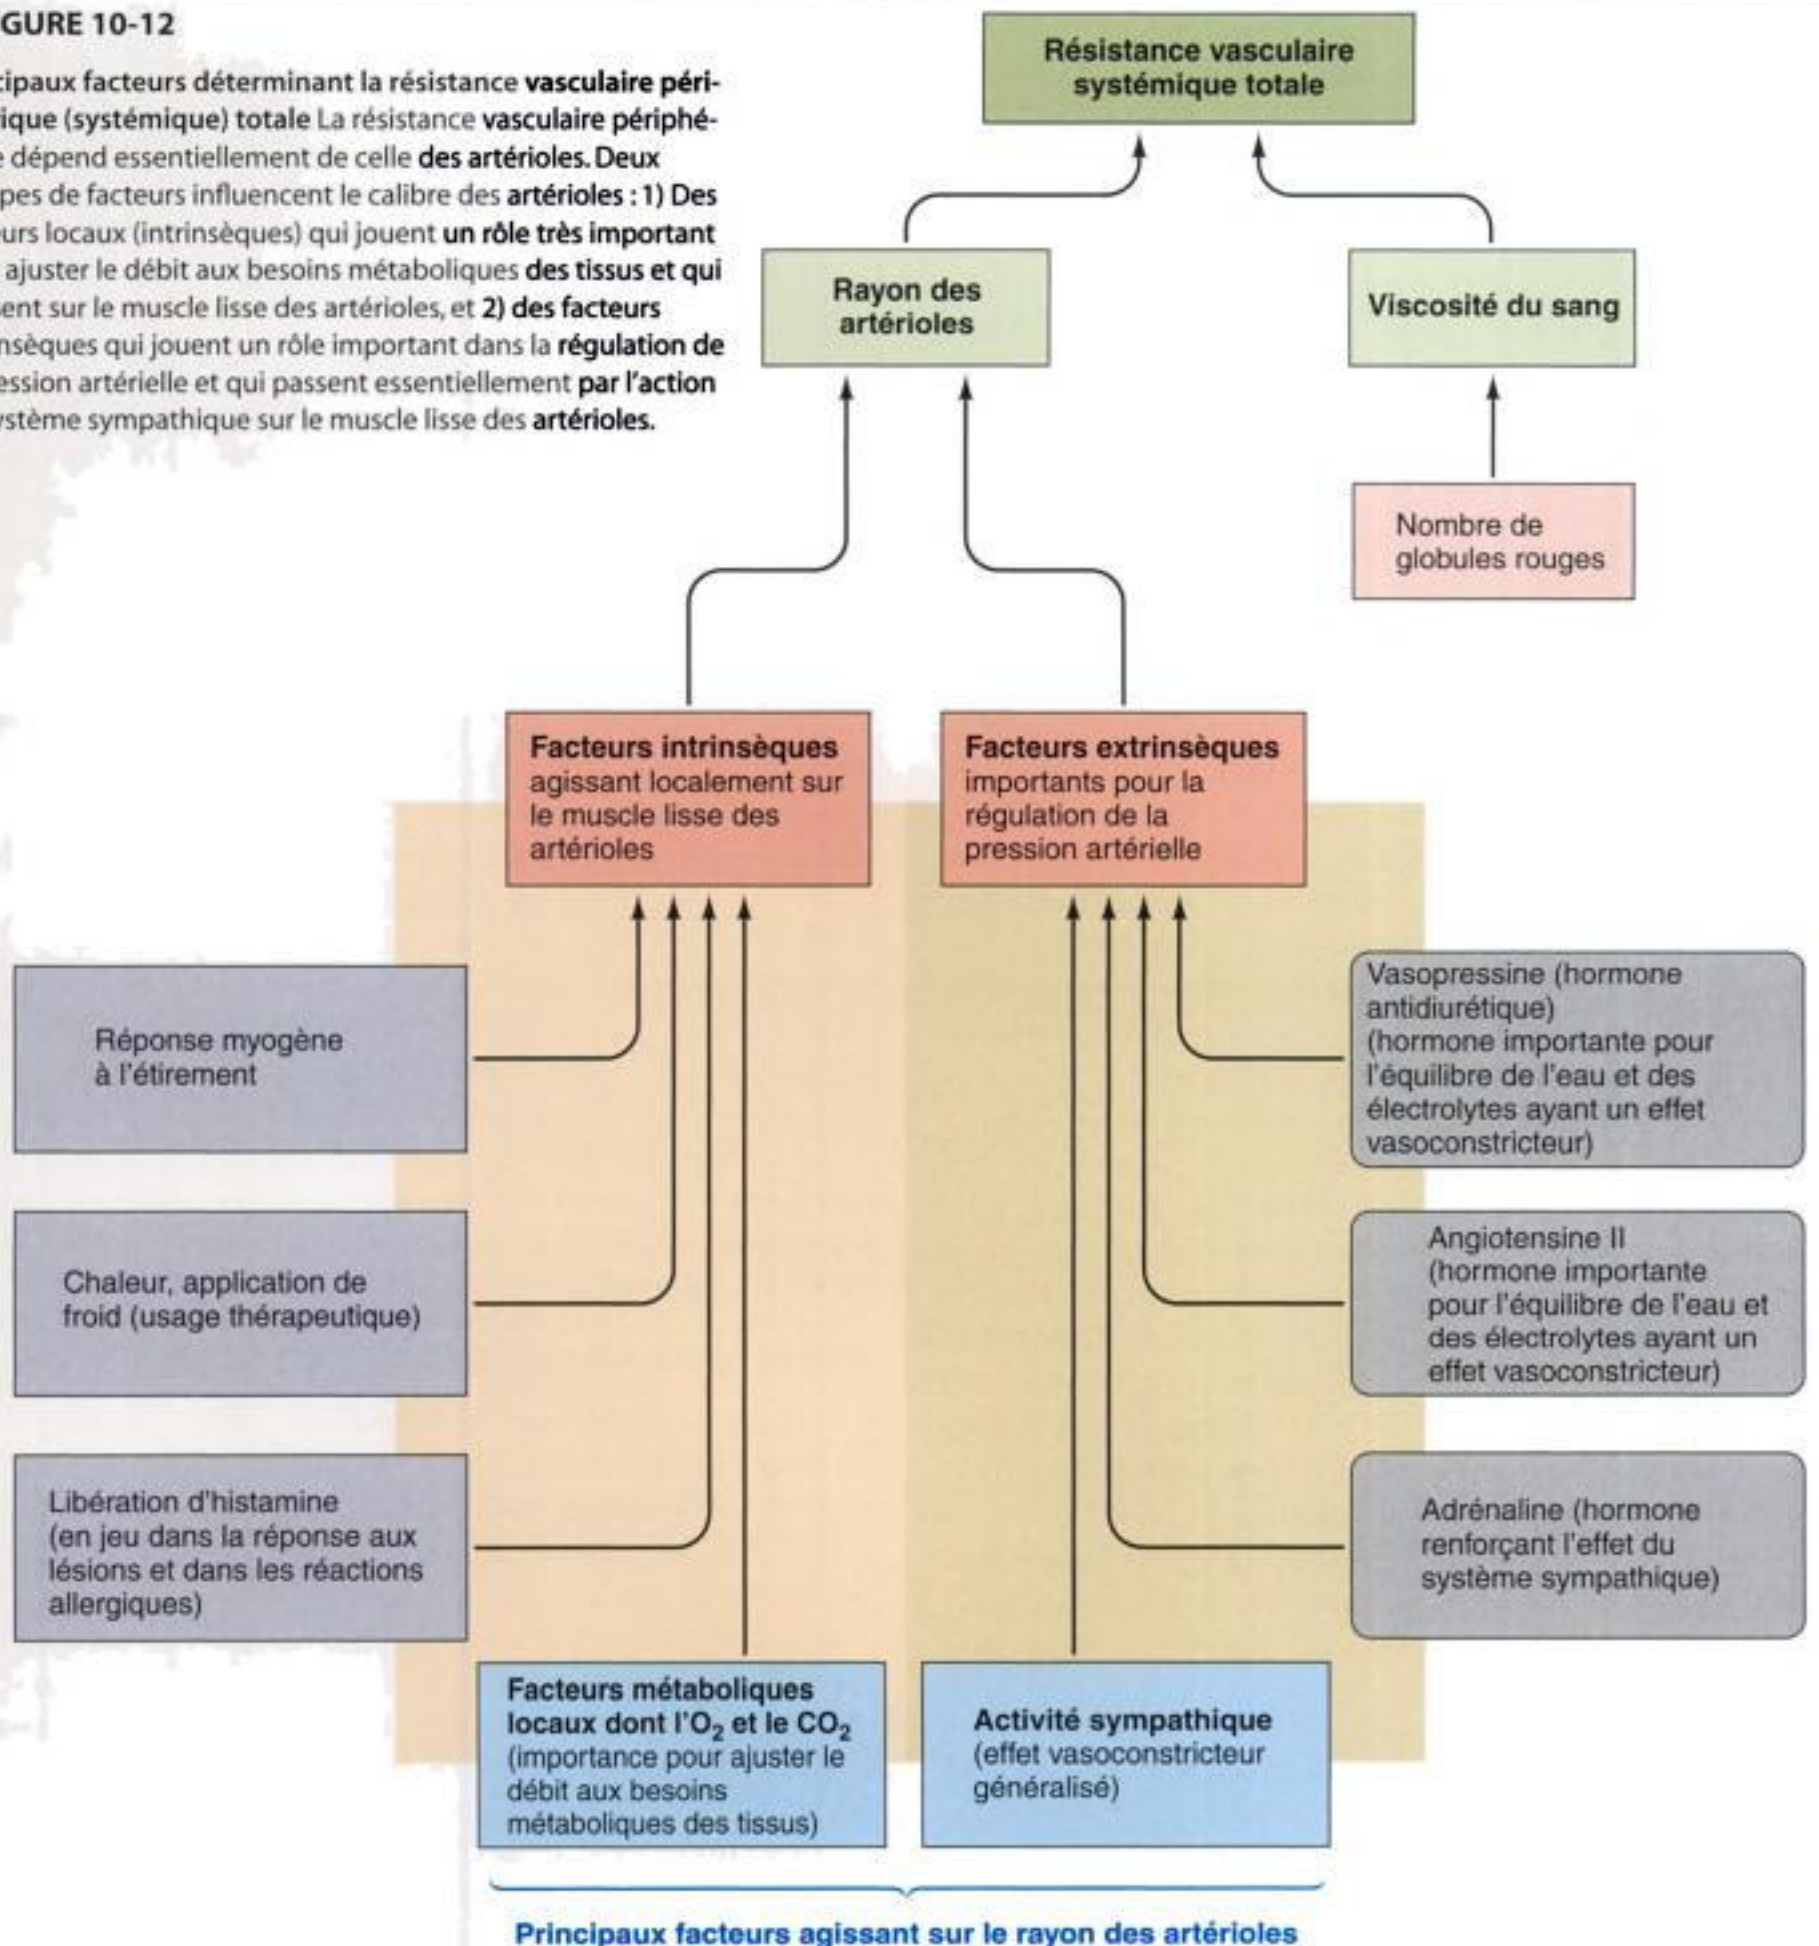 GURE 10-12
cipaux facteurs déterminant la résistance vasculaire péri-
ique (systémique) totale La résistance vasculaire périphé-
e dépend essentiellement de celle des artérioles. Deux
pes de facteurs influencent le calibre des artérioles : 1) Des
urs locaux (intrinsèques) qui jouent un rôle très important
ajuster le débit aux besoins métaboliques des tissus et qui
sent sur le muscle lisse des artérioles, et 2) des facteurs
nsèques qui jouent un rôle important dans la régulation de
ession artérielle et qui passent essentiellement par l'action
ystème sympathique sur le muscle lisse des artérioles.
Résistance vasculaire
systémique totale
Rayon des
artérioles
Viscosité du sang
Nombre de
globules rouges
Facteurs intrinsèques
agissant localement sur
le muscle lisse des
artérioles
Facteurs extrinsèques
importants pour la
régulation de la
pression artérielle
Réponse myogène
à l'étirement
Vasopressine (hormone
antidiurétique)
(hormone importante pour
l'équilibre de l'eau et des
électrolytes ayant un effet
vasoconstricteur)
Chaleur, application de
froid (usage thérapeutique)
Angiotensine II
(hormone importante
pour l'équilibre de l'eau et
des électrolytes ayant un
effet vasoconstricteur)
Libération d'histamine
(en jeu dans la réponse aux
lésions et dans les réactions
allergiques)
Adrénaline (hormone
renforçant l'effet du
système sympathique)
Facteurs métaboliques
locaux dont l'O₂ et le CO₂
(importance pour ajuster le
débit aux besoins
métaboliques des tissus)
Activité sympathique
(effet vasoconstricteur
généralisé)
Principaux facteurs agissant sur le rayon des artérioles